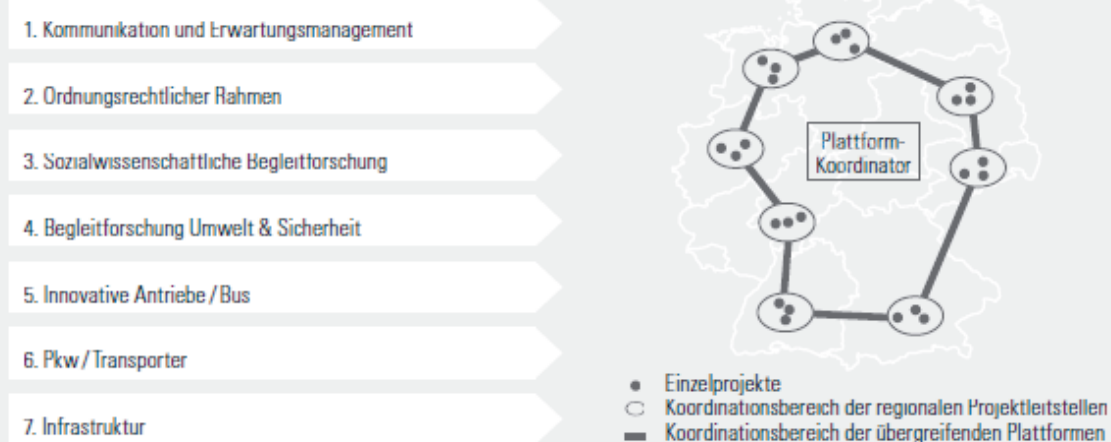 1. Kommunikation und Erwartungsmanagement
2. Ordnungsrechtlicher Rahmen
3. Sozialwissenschaftliche Begleitforschung
4. Begleitforschung Umwelt & Sicherheit
5. Innovative Antriebe / Bus
6. Pkw / Transporter
7. Infrastruktur
Plattform-
Koordinator
Einzelprojekte
Koordinationsbereich der regionalen Projektleitstellen
Koordinationsbereich der übergreifenden Plattformen